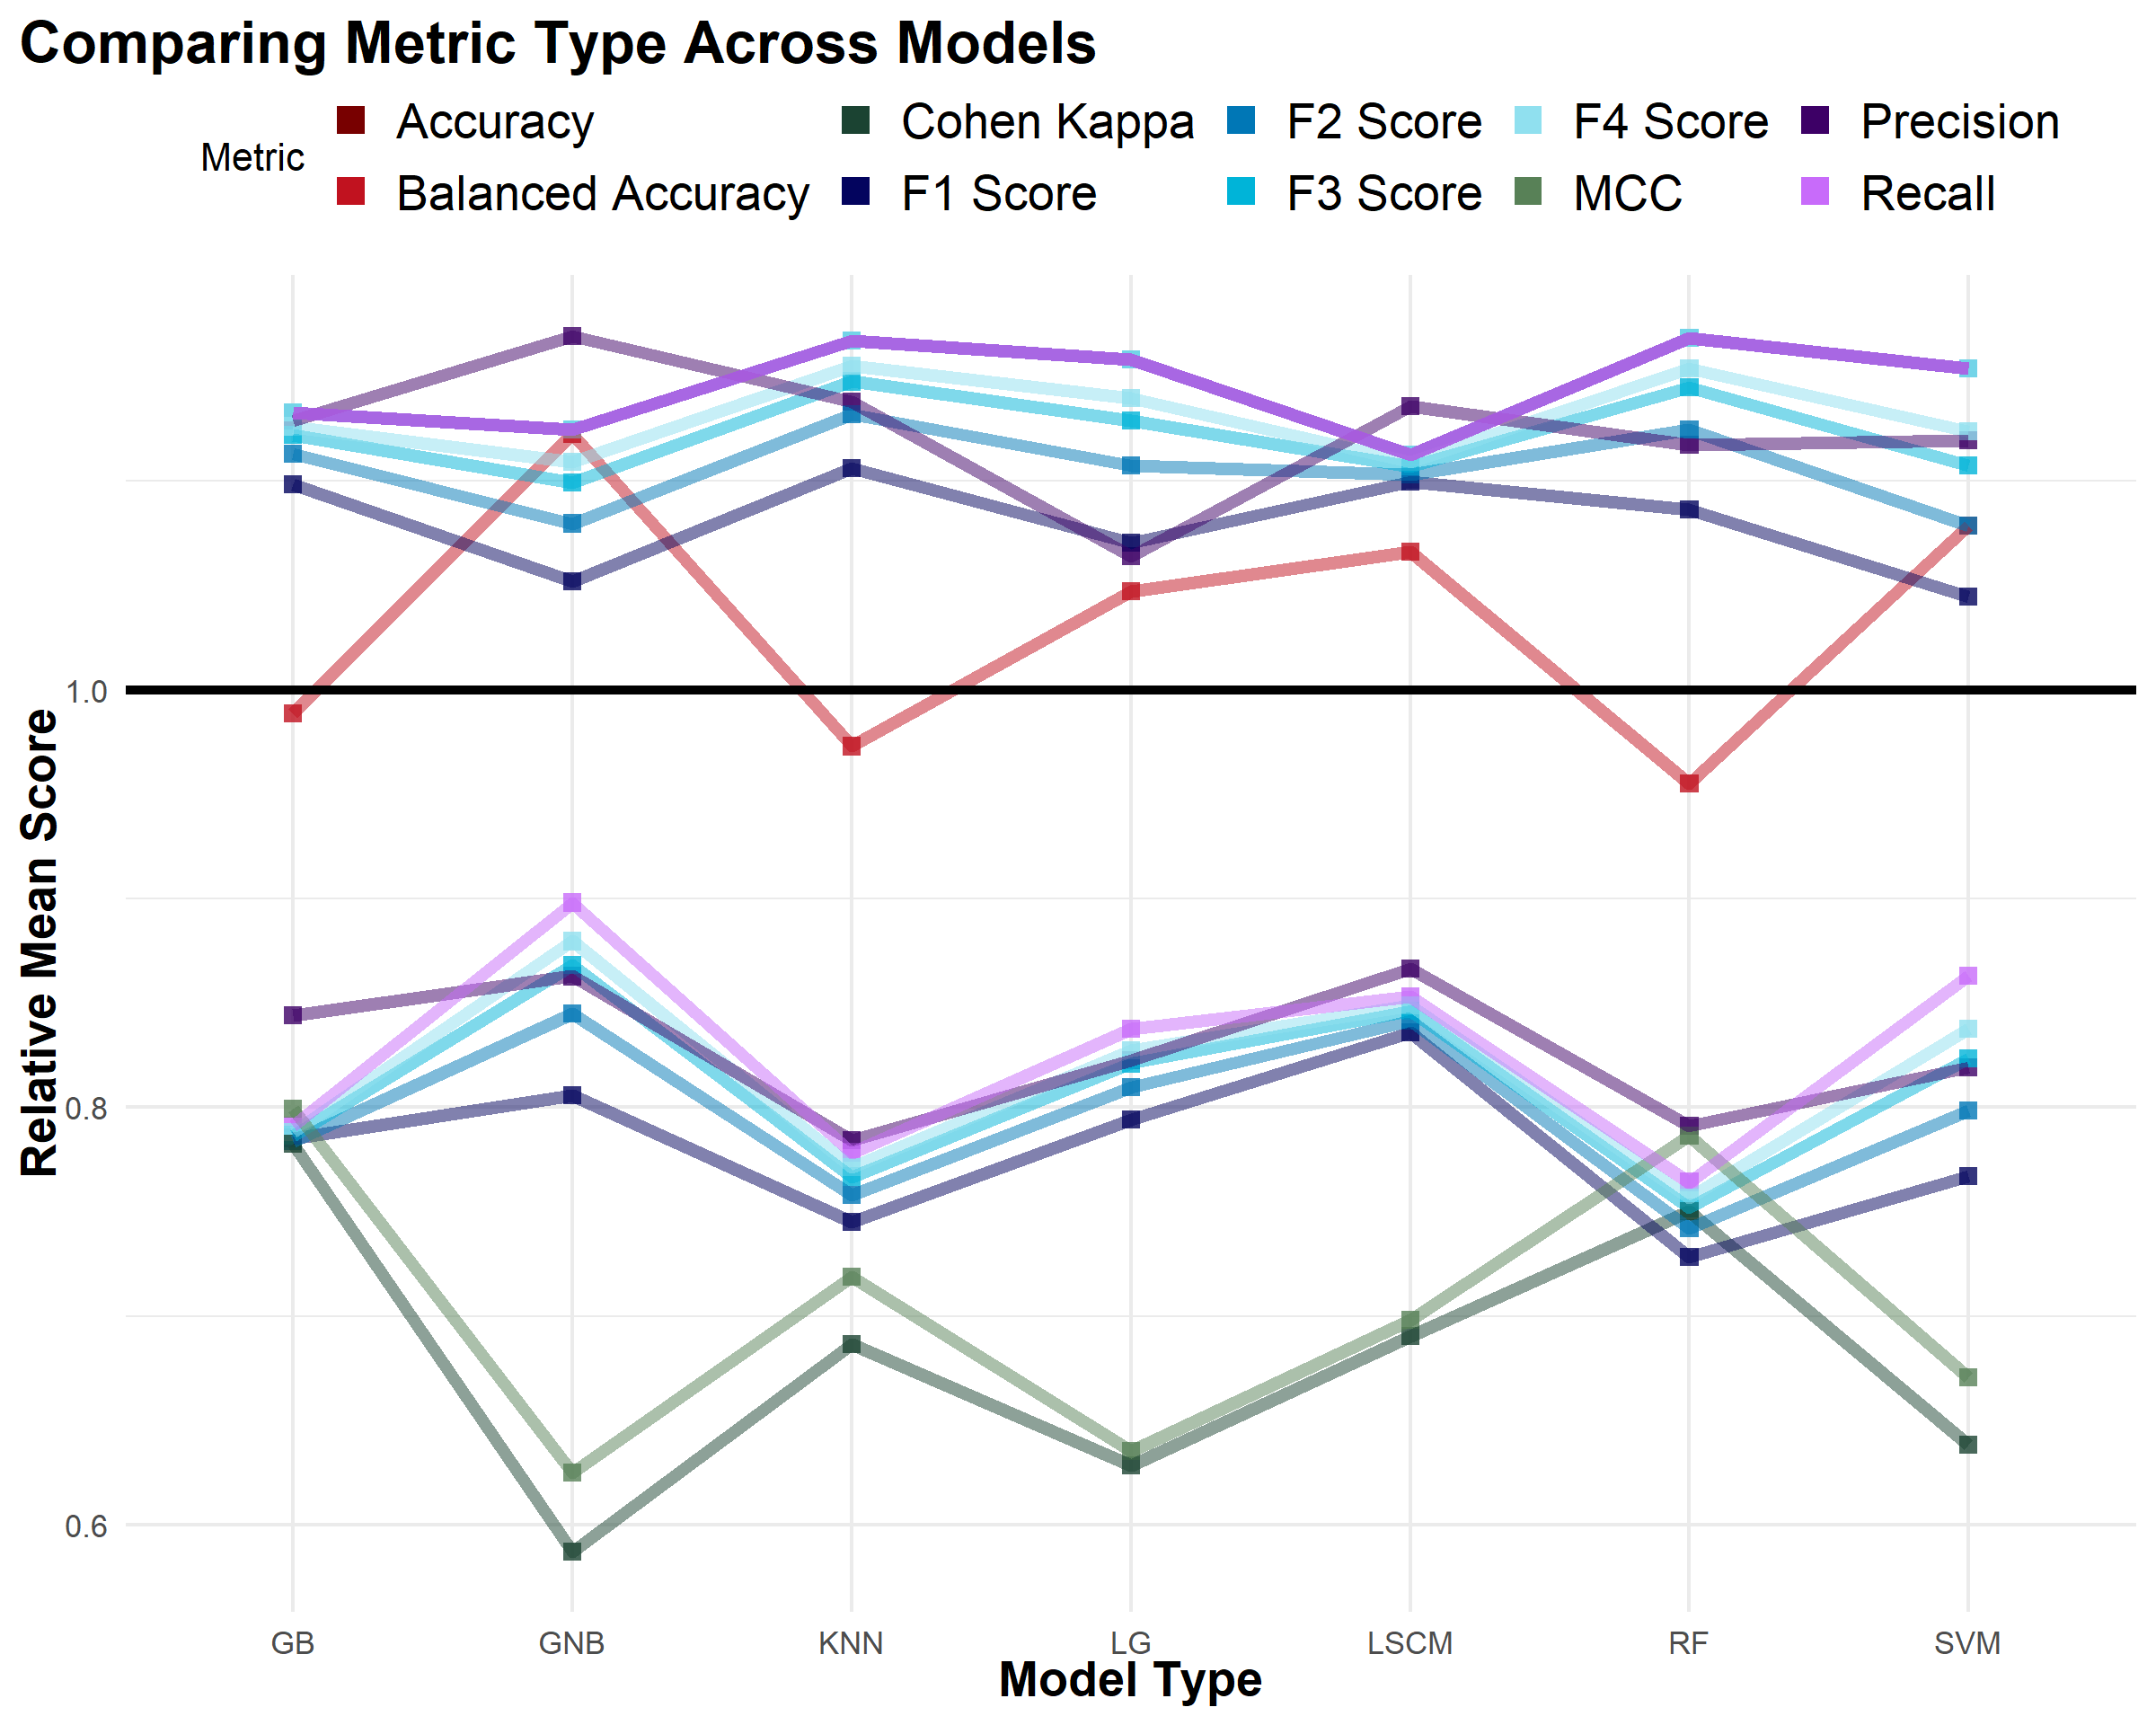 Comparing Metric Type Across Models
Metric
Accuracy
Cohen Kappa
F2 Score
F4 Score
Precision
Balanced Accuracy
F1 Score
F3 Score
MCC
Recall
Relative Mean Score
1.0
0.8
0.6
GB
GNB
KNN
LG
LSCM
RF
SVM
Model Type